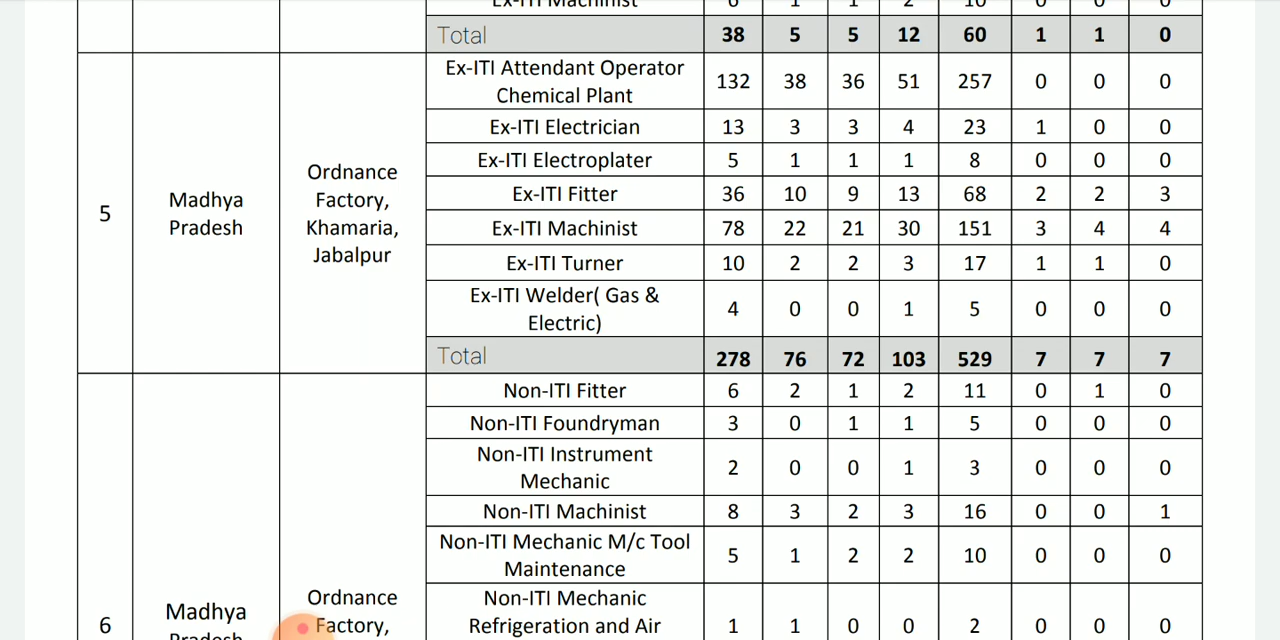 Ex-ITI Machinist 6 1 1 2 10 0 0 0
Total 38 5 5 12 60 1 1 0
5 Madhya Pradesh Ordnance Factory, Khamaria, Jabalpur
Ex-ITI Attendant Operator
Chemical Plant 132 38 36 51 257 0 0 0
Ex-ITI Electrician 13 3 3 4 23 1 0 0
Ex-ITI Electroplater 5 1 1 1 8 0 0 0
Ex-ITI Fitter 36 10 9 13 68 2 2 3
Ex-ITI Machinist 78 22 21 30 151 3 4 4
Ex-ITI Turner 10 2 2 3 17 1 1 0
Ex-ITI Welder( Gas &
Electric) 4 0 0 1 5 0 0 0
Total 278 76 72 103 529 7 7 7
6 Madhya Pradesh Ordnance Factory,
Non-ITI Fitter 6 2 1 2 11 0 1 0
Non-ITI Foundryman 3 0 1 1 5 0 0 0
Non-ITI Instrument
Mechanic 2 0 0 1 3 0 0 0
Non-ITI Machinist 8 3 2 3 16 0 0 1
Non-ITI Mechanic M/c Tool
Maintenance 5 1 2 2 10 0 0 0
Non-ITI Mechanic
Refrigeration and Air 1 1 0 0 2 0 0 0